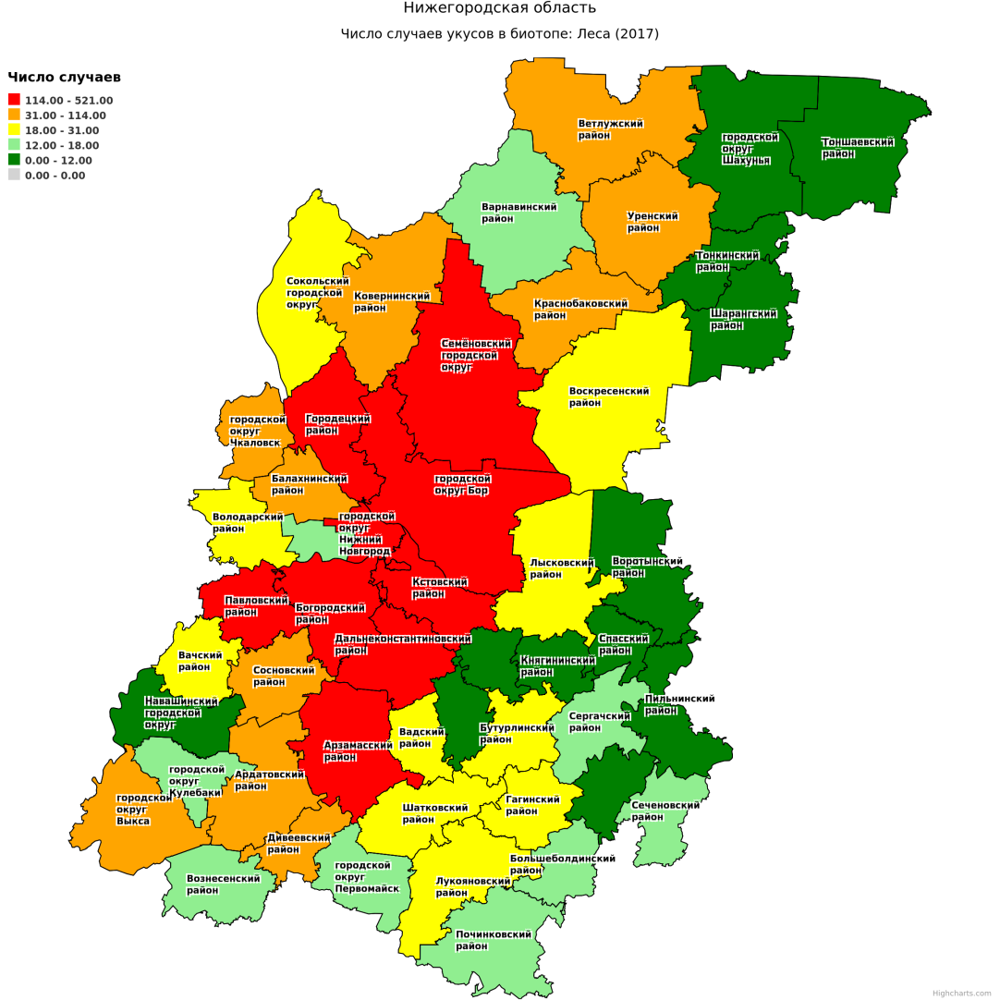 Нижегородская область
Число случаев укусов в биотопе: Леса (2017)
Число случаев
114.00 - 521.00
31.00 - 114.00
18.00 - 31.00
12.00 - 18.00
0.00 - 12.00
0.00 - 0.00
Ветлужский
район
городской
округ
Шахунья
Тоншаевский
район
Варнавинский
район
Уренский
район
Тонкинский
район
Сокольский
городской
округ
Ковернинский
район
Краснобаковский
район
Шарангский
район
Семёновский
городской
округ
Воскресенский
район
городской
округ
Чкаловск
Городецкий
район
Балахнинский
район
городской
округ Бор
Володарский
район
городской
округ
Нижний
Новгород
Лысковский
район
Воротынский
район
Кстовский
район
Павловский
район
Богородский
район
Дальнеконстантиновский
район
Спасский
район
Вачский
район
Сосновский
район
Княгининский
район
Навашинский
городской
округ
Пильнинский
район
Сергачский
район
Вадский
район
Бутурлинский
район
Арзамасский
район
городской
округ
Кулебаки
Ардатовский
район
городской
округ
Выкса
Шатковский
район
Гагинский
район
Сеченовский
район
Дивеевский
район
Вознесенский
район
городской
округ
Первомайск
Большеболдинский
район
Лукояновский
район
Починковский
район
Highcharts.com